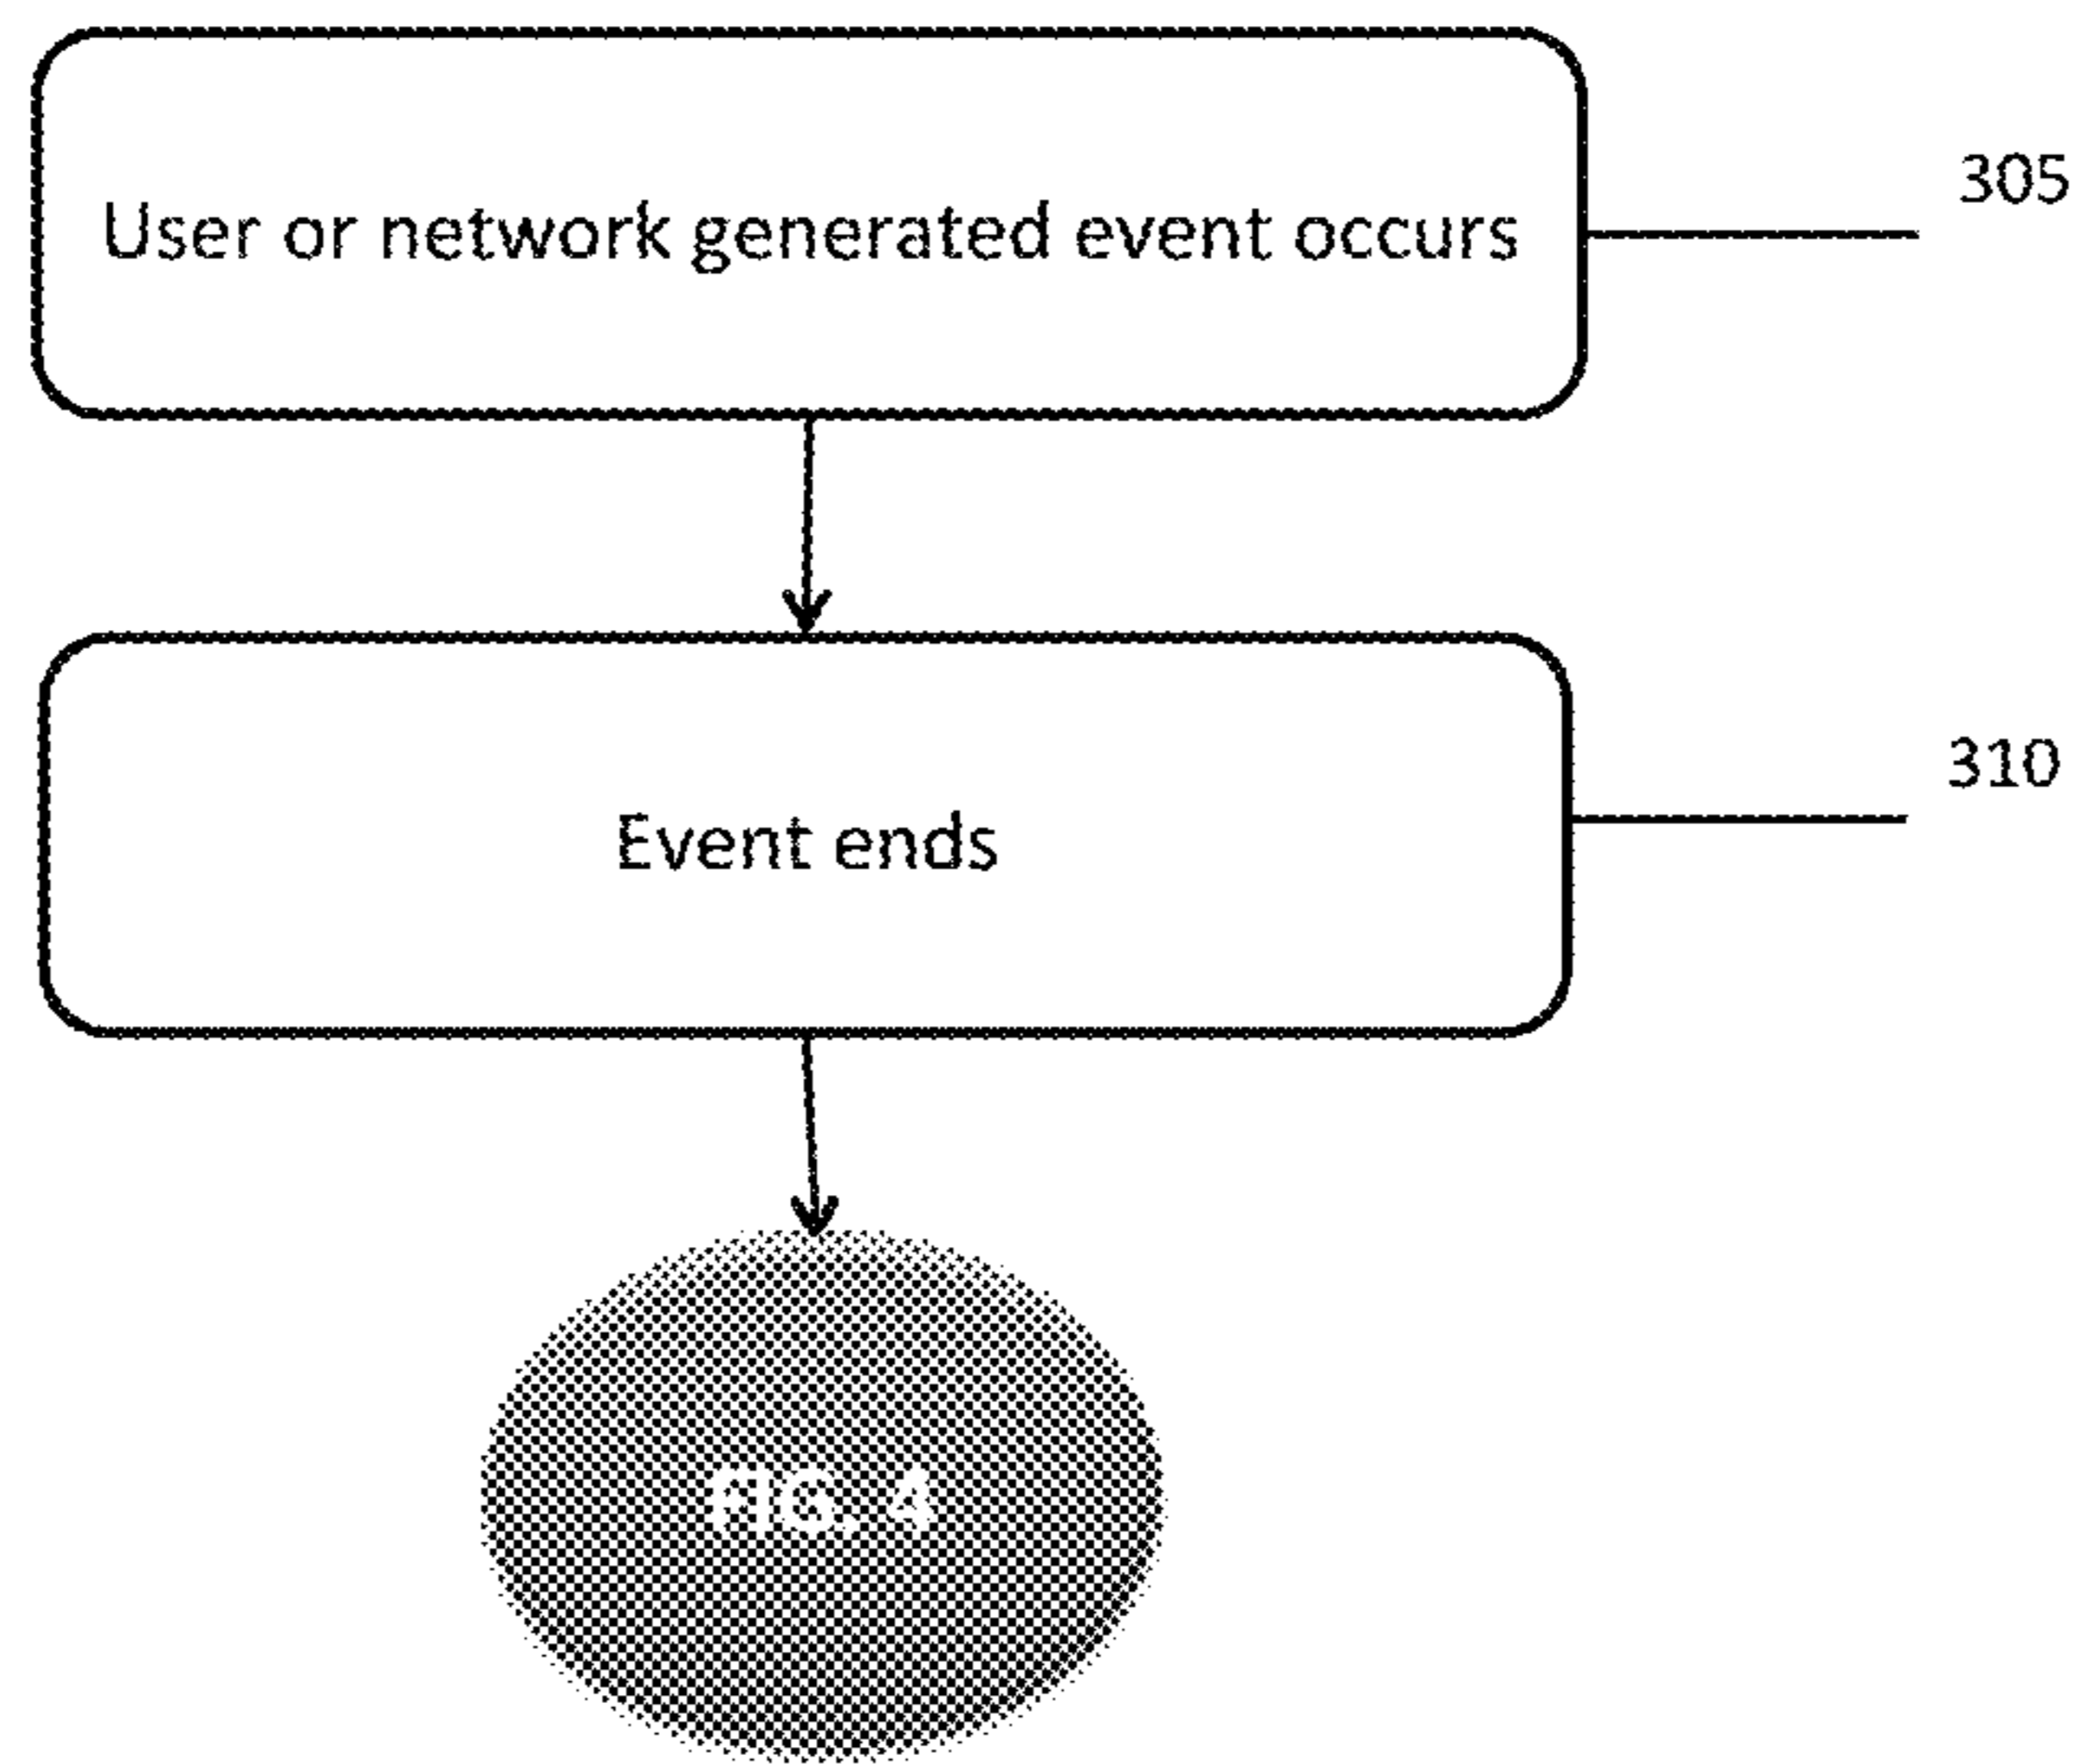 305
User or network generated event occurs
310
Event ends
FIG. 4